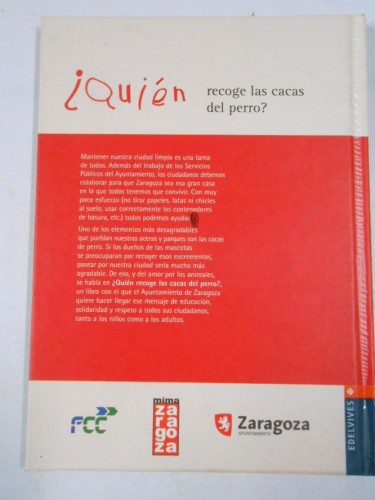 ¿Quién recoge las cacas
del perro?
Mantener nuestra ciudad limpia es una tarea
de todos. Además del trabajo de los Servicios
Públicos del Ayuntamiento, los ciudadanos debemos
colaborar para que Zaragoza sea esa gran casa
en la que todos tenemos que convivir. Con muy
poco esfuerzo (no tirar papeles, latas ni chicles
al suelo, usar correctamente los contenedores
de basura, etc.) todos podemos ayudar.
Uno de los elementos más desagradables
que pueblan nuestras aceras y parques son las cacas
de perro. Si los dueños de las mascotas
se preocuparan por recoger esos excrementos,
pasear por nuestra ciudad sería mucho más
agradable. De eso, y del amor por los animales,
se habla en ¿Quién recoge las cacas del perro?,
un libro con el que el Ayuntamiento de Zaragoza
quiere hacer llegar ese mensaje de educación,
solidaridad y respeto a todos sus ciudadanos,
tanto a los niños como a los adultos.
FCC
mima
zaragoza
Zaragoza
AYUNTAMIENTO
EDELVIVES